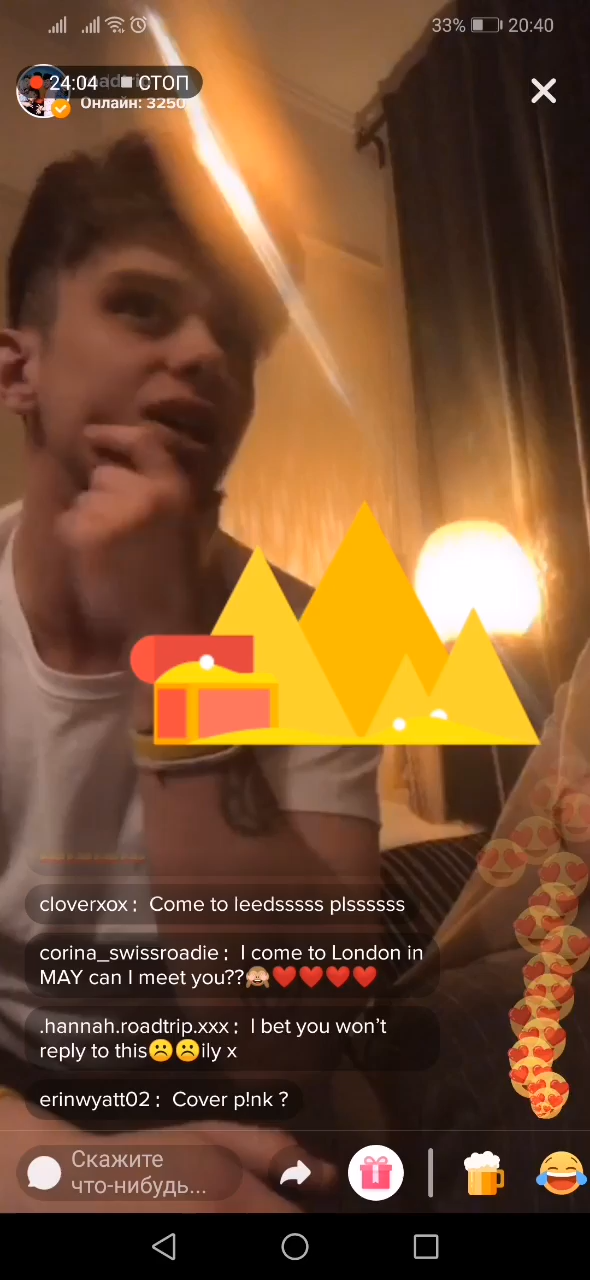 33% 20:40
24:04 СТОП
Онлайн: 3250
cloverxox : Come to leedsssss plssssss
corina_swissroadie : I come to London in
MAY can I meet you??🙈❤️❤️❤️❤️
.hannah.roadtrip.xxx : I bet you won't
reply to this☹️☹️ily x
erinwyatt02 : Cover p!nk ?
Скажите
что-нибудь...